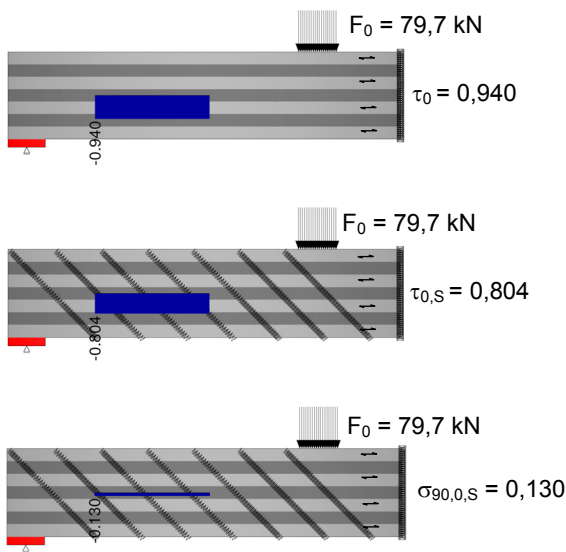 F₀ = 79,7 kN
τ₀ = 0,940
-0.940
F₀ = 79,7 kN
τ₀,S = 0,804
-0.804
F₀ = 79,7 kN
σ₉₀,₀,S = 0,130
-0.130